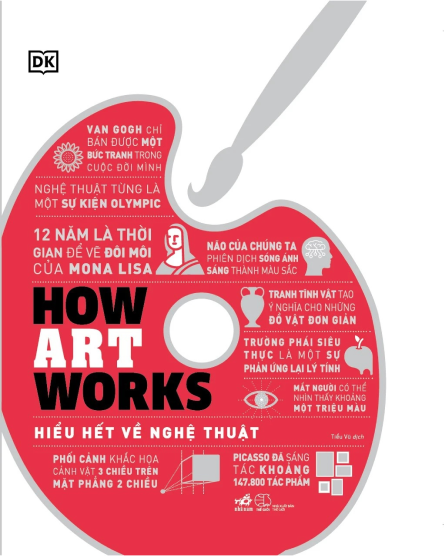 DK
VAN GOGH CHỈ
BÁN ĐƯỢC MỘT
BỨC TRANH TRONG
CUỘC ĐỜI MÌNH
NGHỆ THUẬT TỪNG LÀ
MỘT SỰ KIỆN OLYMPIC
12 NĂM LÀ THỜI
GIAN ĐỂ VẼ ĐÔI MÔI
CỦA MONA LISA
NÃO CỦA CHÚNG TA
PHIÊN DỊCH SÓNG ÁNH
SÁNG THÀNH MÀU SẮC
HOW
ART
WORKS
TRANH TĨNH VẬT TẠO
Ý NGHĨA CHO NHỮNG
ĐỒ VẬT ĐƠN GIẢN
TRƯỜNG PHÁI SIÊU
THỰC LÀ MỘT SỰ
PHẢN ỨNG LẠI LÝ TÍNH
MẮT NGƯỜI CÓ THỂ
NHÌN THẤY KHOẢNG
MỘT TRIỆU MÀU
HIỂU HẾT VỀ NGHỆ THUẬT
Tiểu Vũ dịch
PHỐI CẢNH KHẮC HỌA
CẢNH VẬT 3 CHIỀU TRÊN
MẶT PHẲNG 2 CHIỀU
PICASSO ĐÃ SÁNG
TÁC KHOẢNG
147.800 TÁC PHẨM